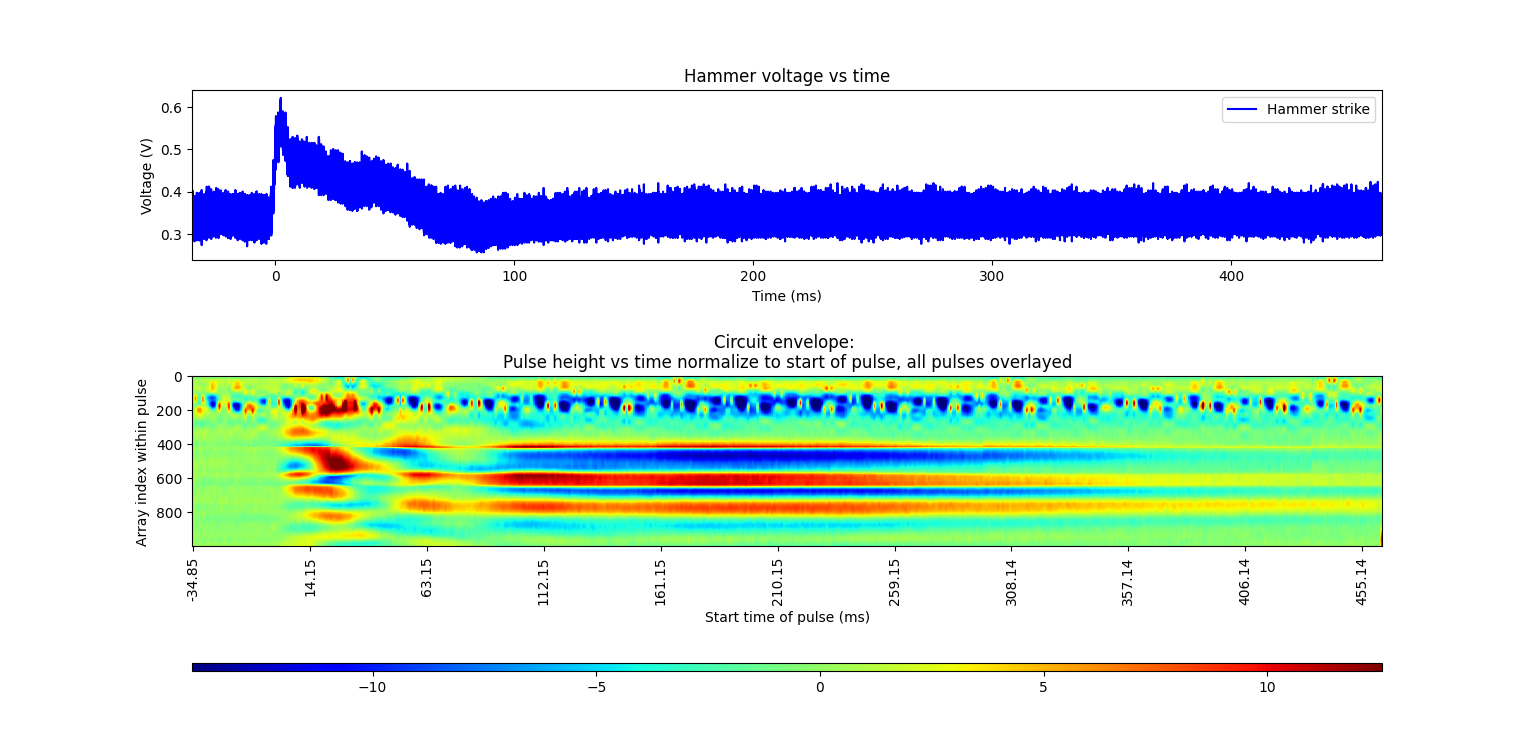 Hammer voltage vs time
Hammer strike
0.6
0.5
0.4
0.3
Voltage (V)
0 100 200 300 400
Time (ms)
Circuit envelope:
Pulse height vs time normalize to start of pulse, all pulses overlayed
0
200
400
600
800
Array index within pulse
-34.85 14.15 63.15 112.15 161.15 210.15 259.15 308.14 357.14 406.14 455.14
Start time of pulse (ms)
−10 −5 0 5 10